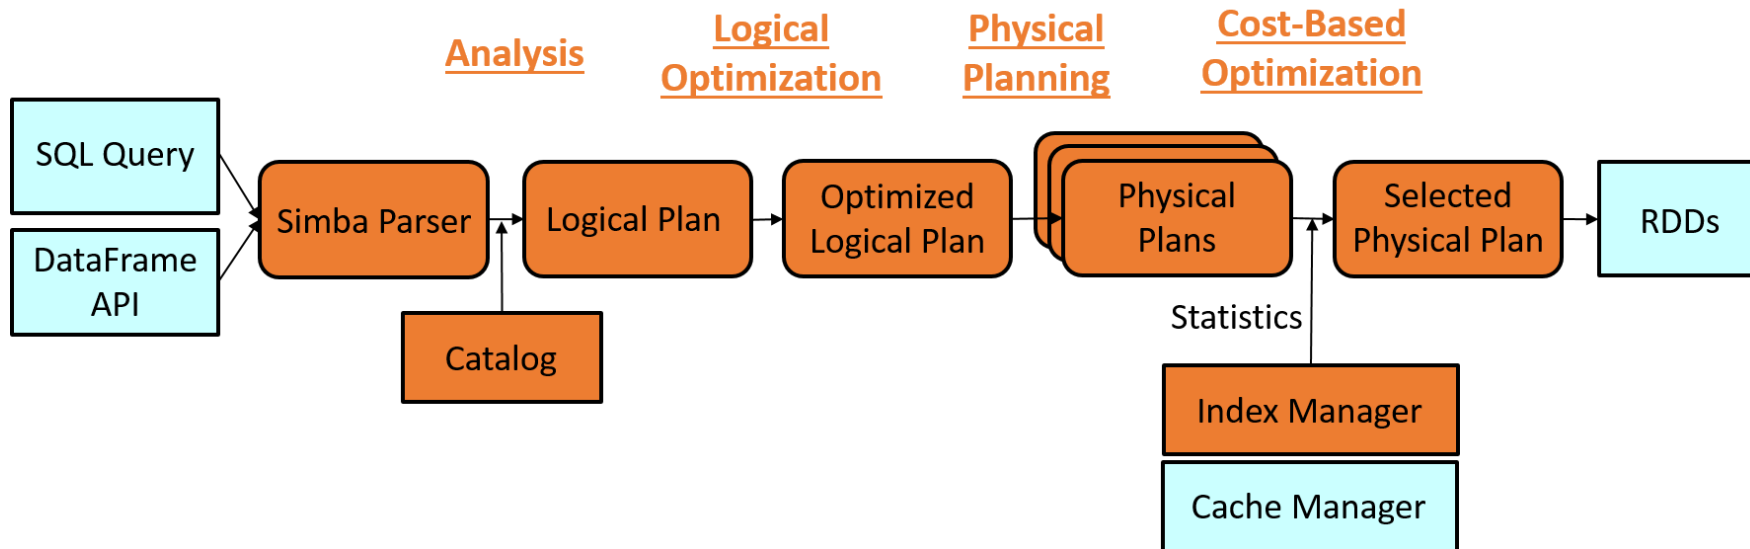 Analysis
Logical
Optimization
Physical
Planning
Cost-Based
Optimization
SQL Query
DataFrame
API
Simba Parser
Logical Plan
Optimized
Logical Plan
Physical
Plans
Selected
Physical Plan
RDDs
Catalog
Statistics
Index Manager
Cache Manager